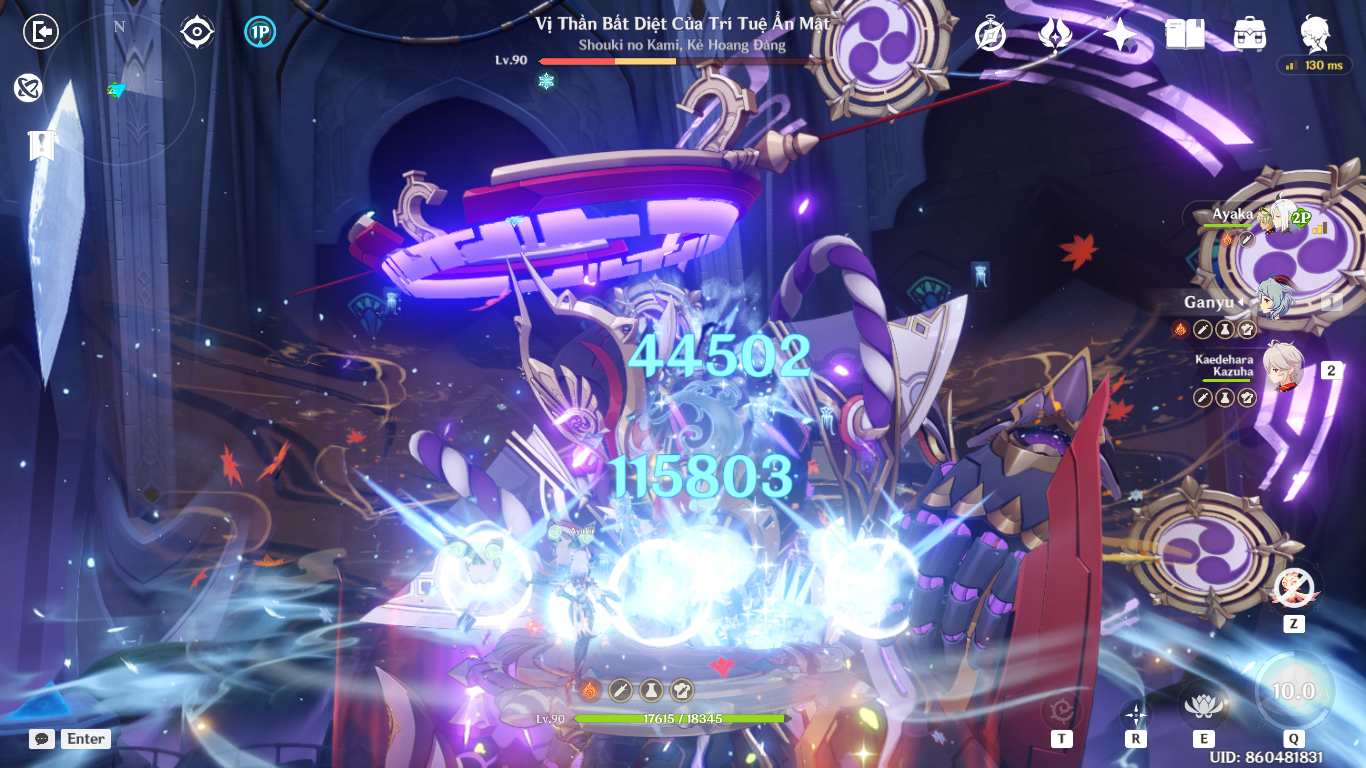 N
1P
Vị Thần Bất Diệt Của Trí Tuệ Ẩn Mật
Shouki no Kami, Kẻ Hoang Đàng
Lv.90
130 ms
Ayaka
2P
Ganyu
1
Kaedehara
Kazuha
2
44502
115803
Z
10.0
Lv.90
17615 / 18345
Enter
T
R
E
Q
UID: 860481831